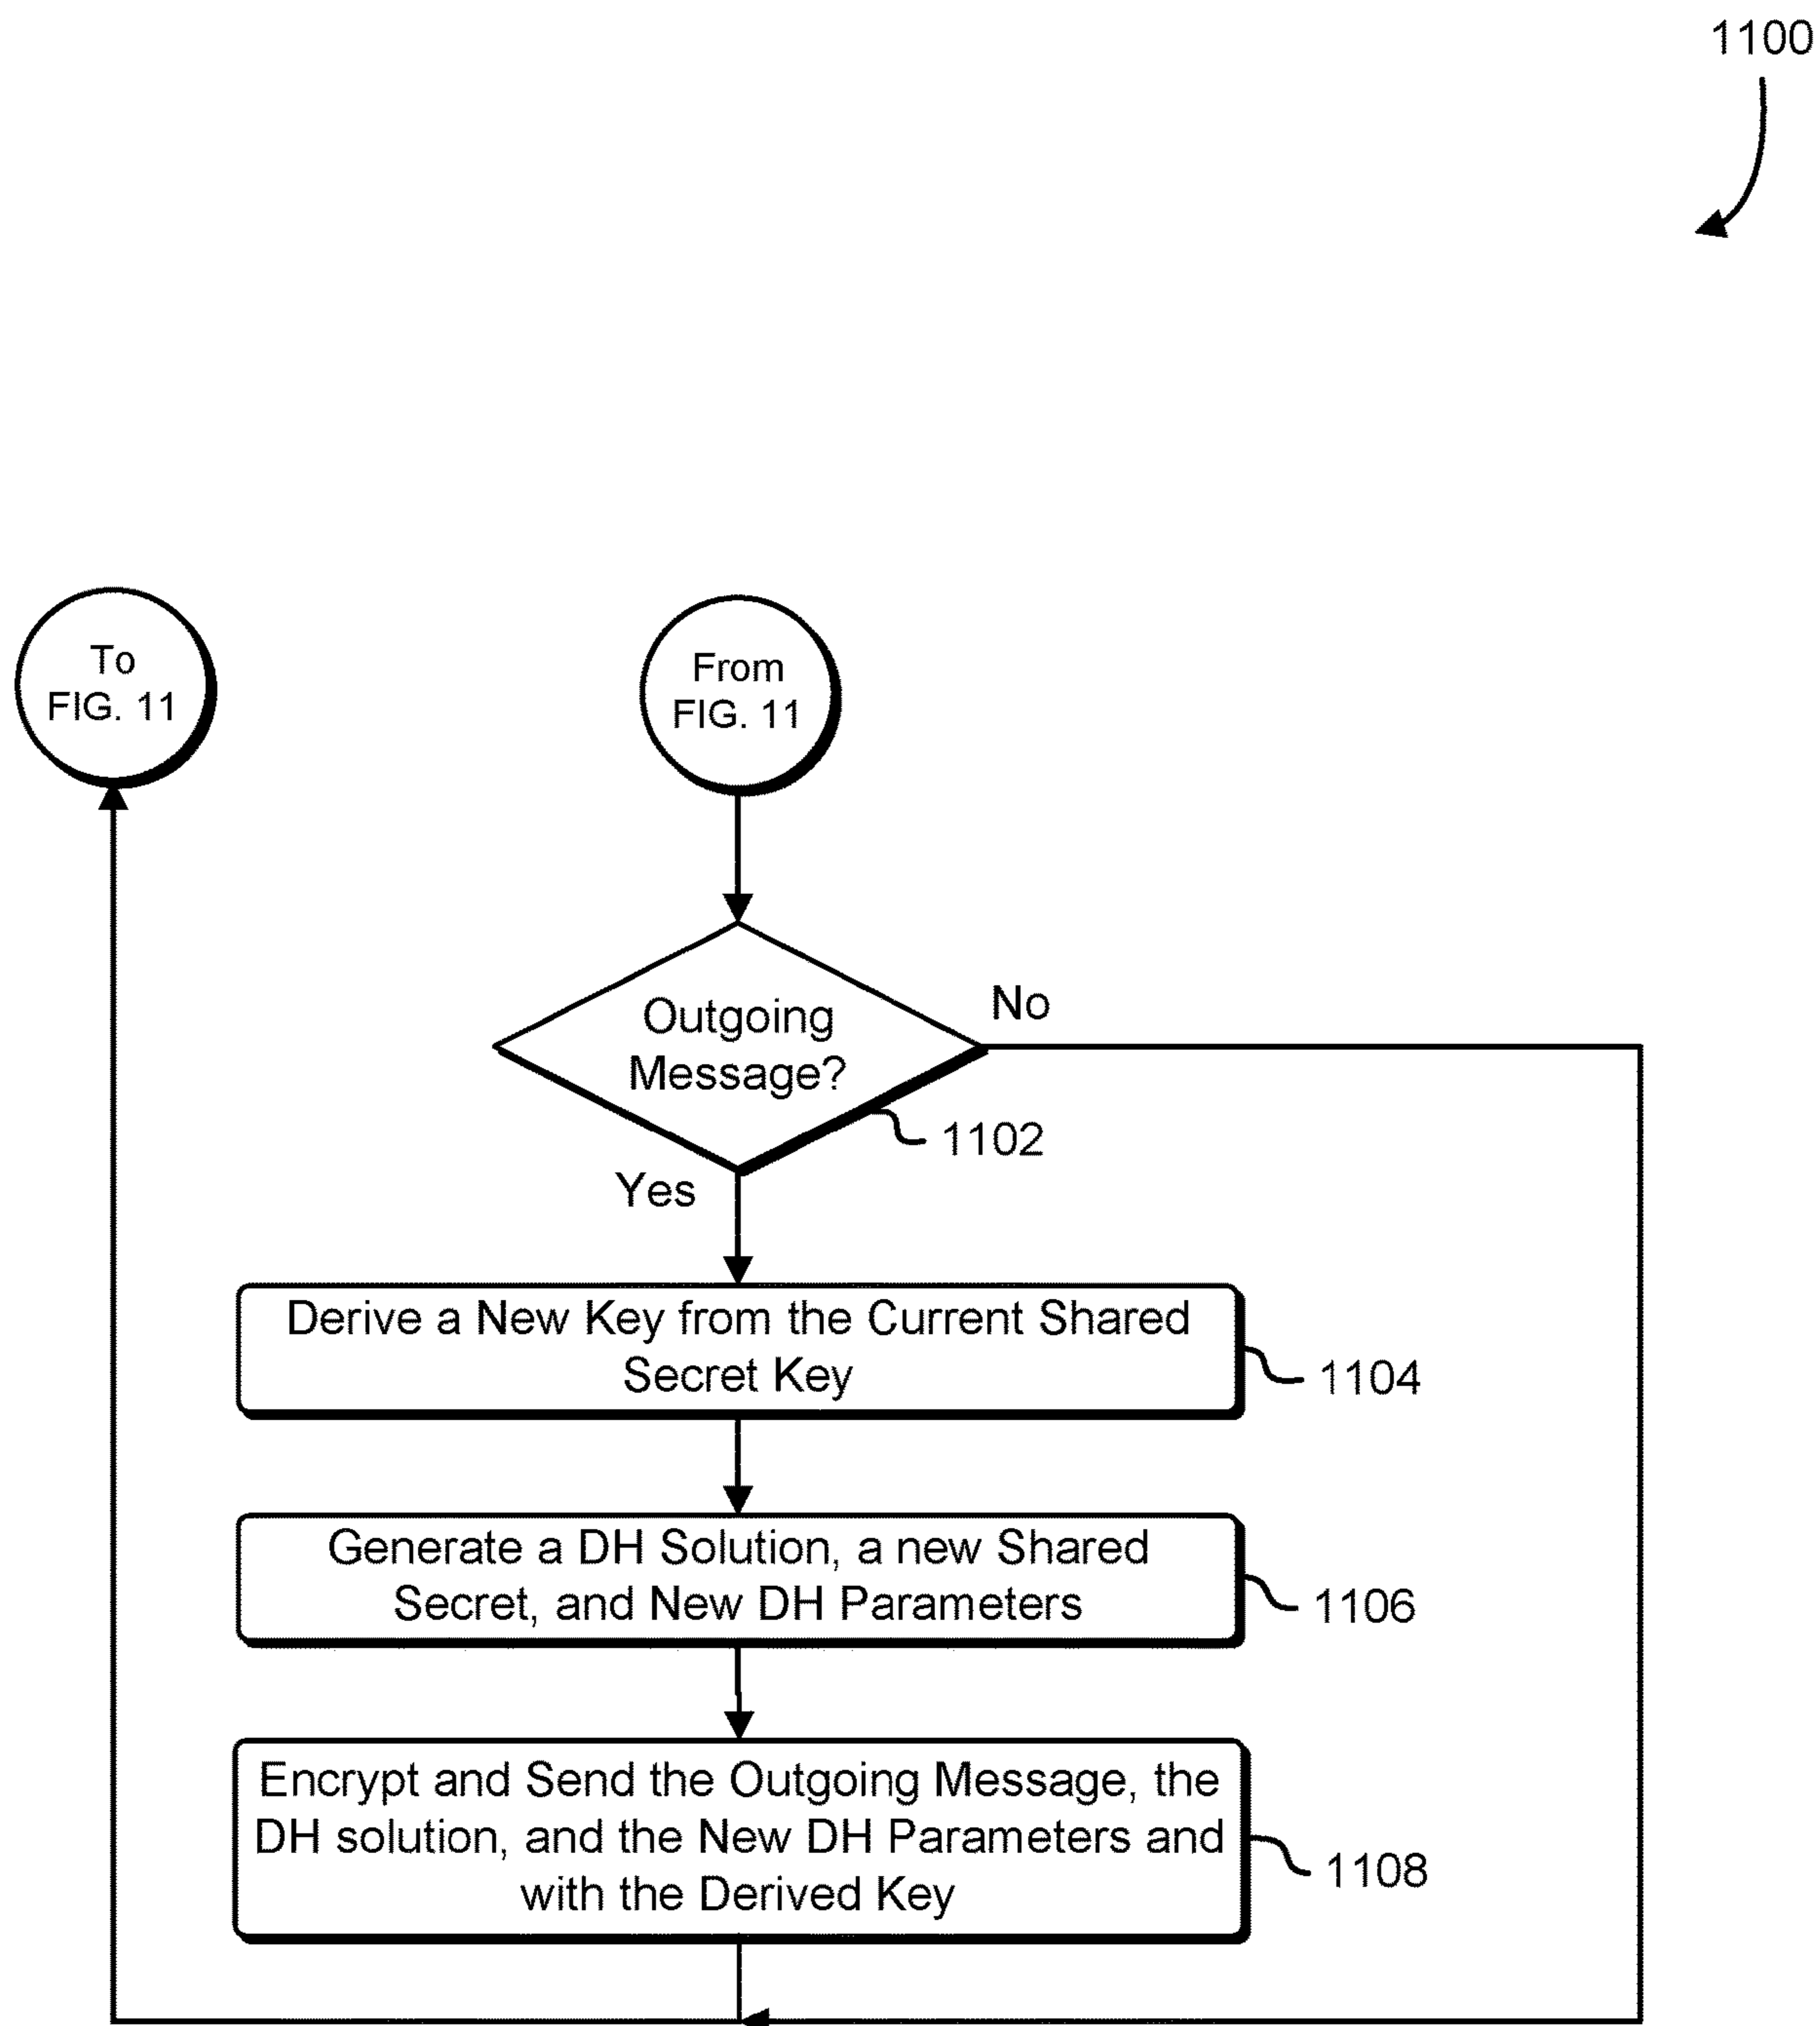 1100
To
FIG. 11
From
FIG. 11
Outgoing
Message?
No
1102
Yes
Derive a New Key from the Current Shared
Secret Key
1104
Generate a DH Solution, a new Shared
Secret, and New DH Parameters
1106
Encrypt and Send the Outgoing Message, the
DH solution, and the New DH Parameters and
with the Derived Key
1108